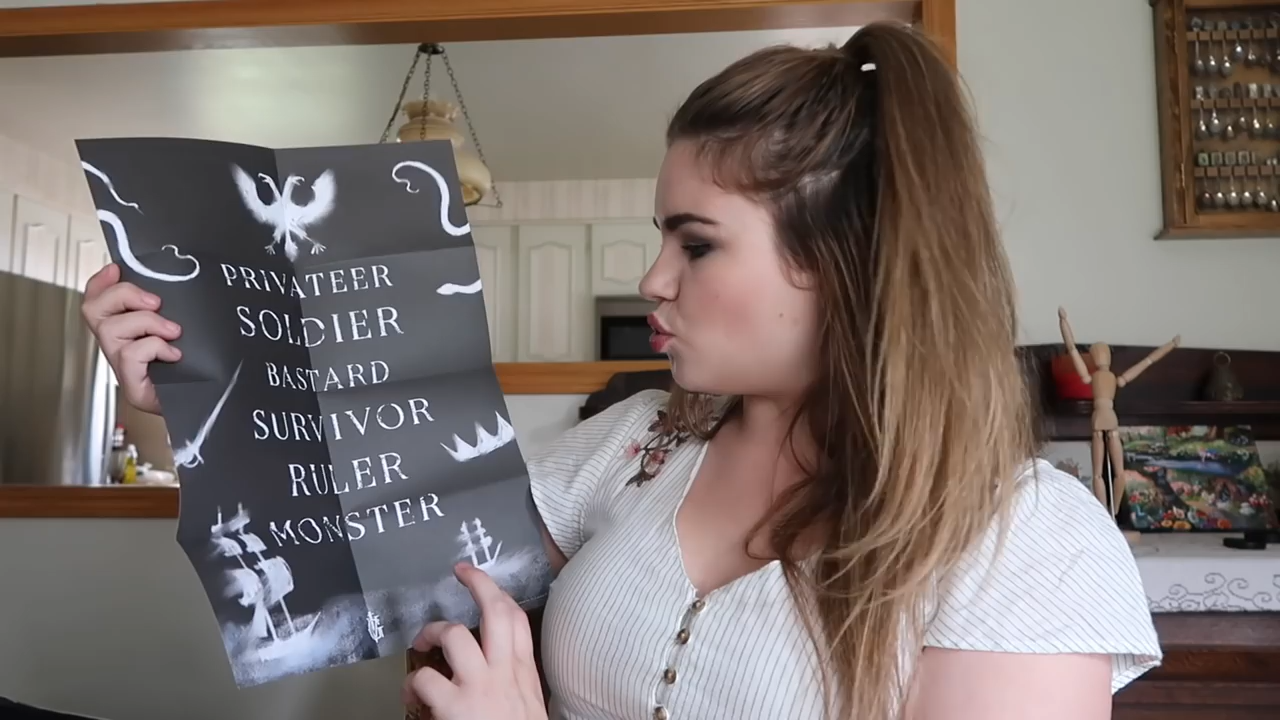 PRIVATEER
SOLDIER
BASTARD
SURVIVOR
RULER
MONSTER